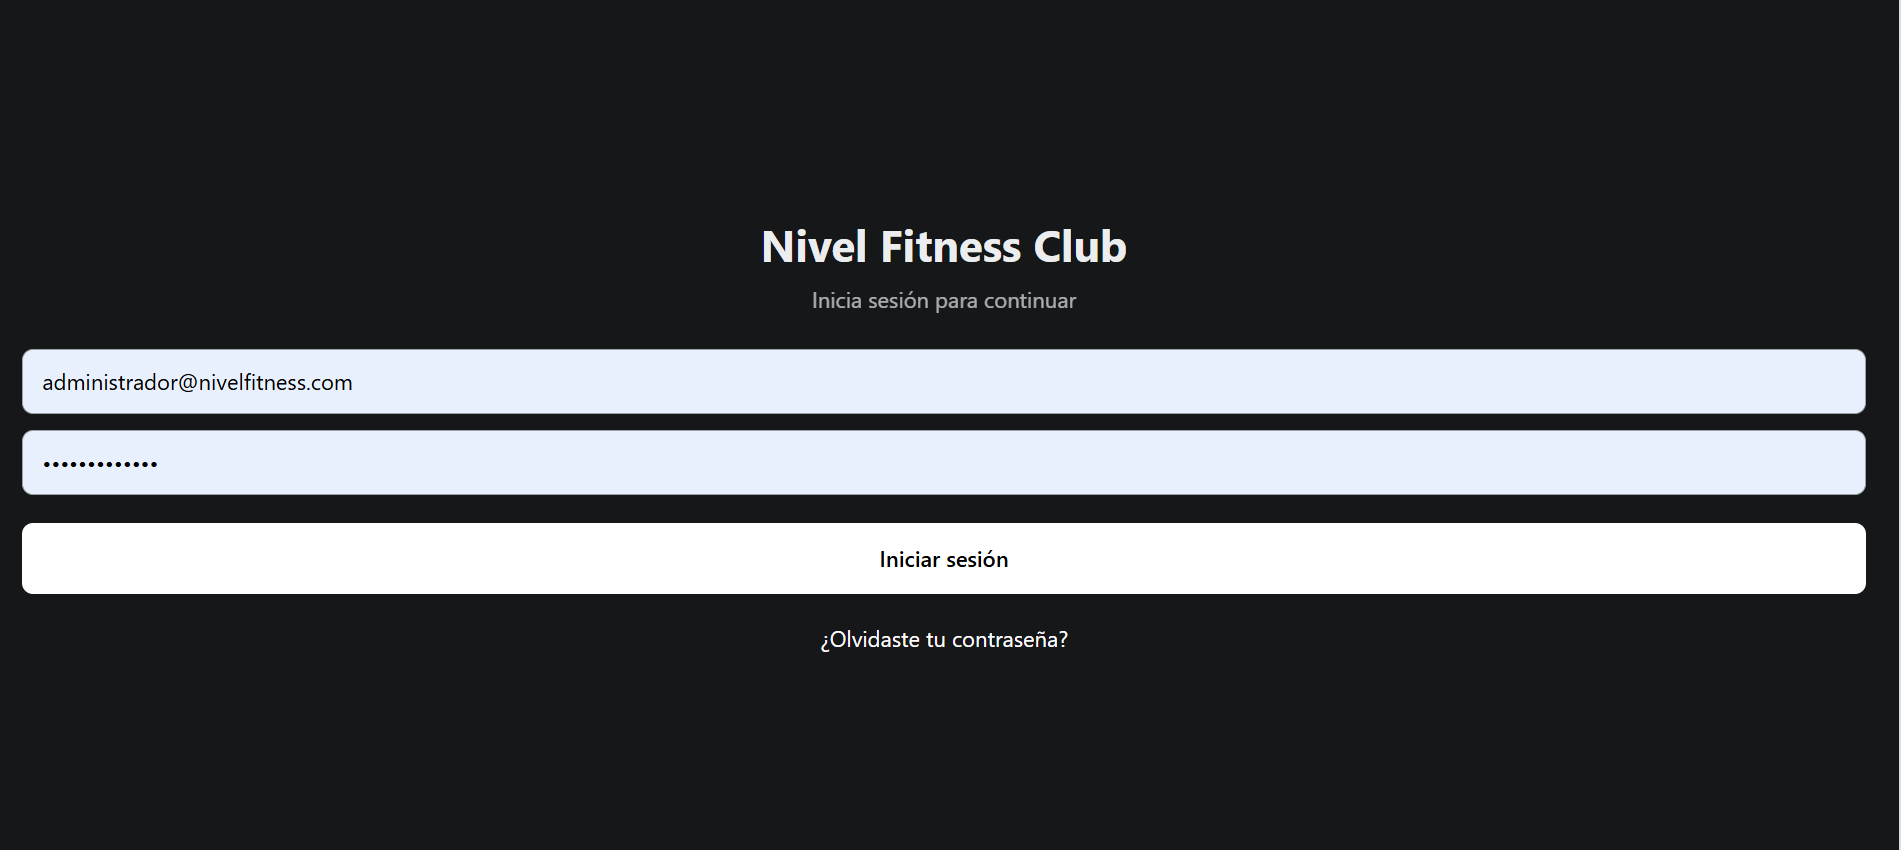 Nivel Fitness Club
Inicia sesión para continuar
administrador@nivelfitness.com
•••••••••••••
Iniciar sesión
¿Olvidaste tu contraseña?